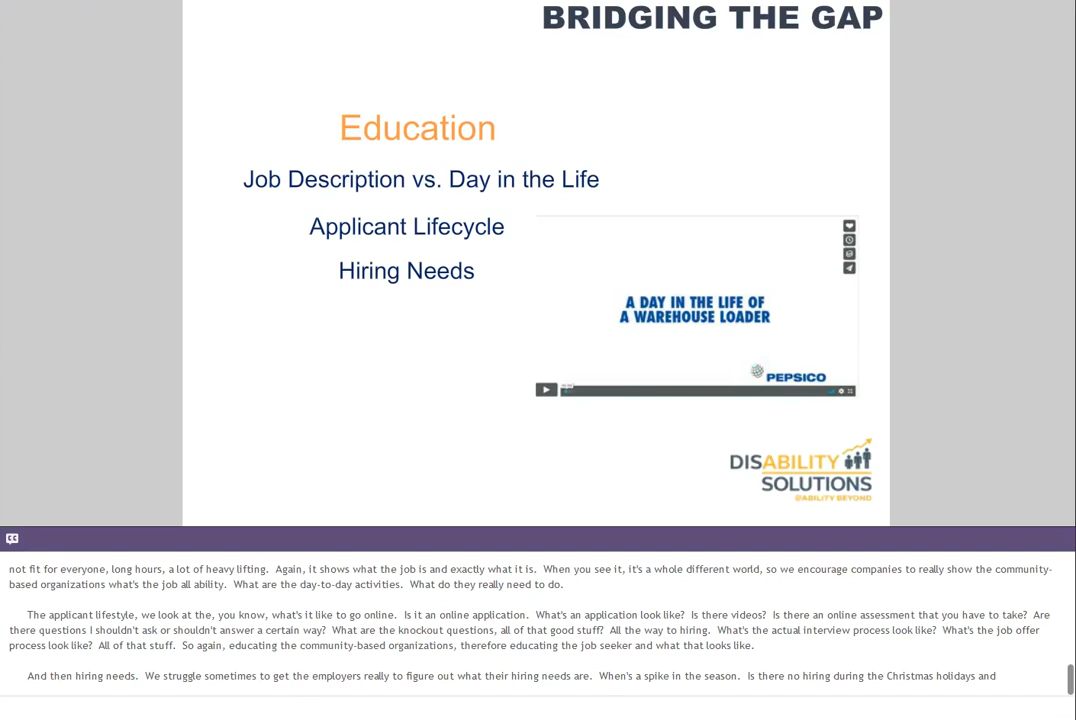 BRIDGING THE GAP
Education
Job Description vs. Day in the Life
Applicant Lifecycle
Hiring Needs
A DAY IN THE LIFE OF
A WAREHOUSE LOADER
PEPSICO
DISABILITY
SOLUTIONS
@ABILITY BEYOND
not fit for everyone, long hours, a lot of heavy lifting. Again, it shows what the job is and exactly what it is. When you see it, it's a whole different world, so we encourage companies to really show the community-
based organizations what's the job all ability. What are the day-to-day activities. What do they really need to do.
The applicant lifestyle, we look at the, you know, what's it like to go online. Is it an online application. What's an application look like? Is there videos? Is there an online assessment that you have to take? Are
there questions I shouldn't ask or shouldn't answer a certain way? What are the knockout questions, all of that good stuff? All the way to hiring. What's the actual interview process look like? What's the job offer
process look like? All of that stuff. So again, educating the community-based organizations, therefore educating the job seeker and what that looks like.
And then hiring needs. We struggle sometimes to get the employers really to figure out what their hiring needs are. When's a spike in the season. Is there no hiring during the Christmas holidays and